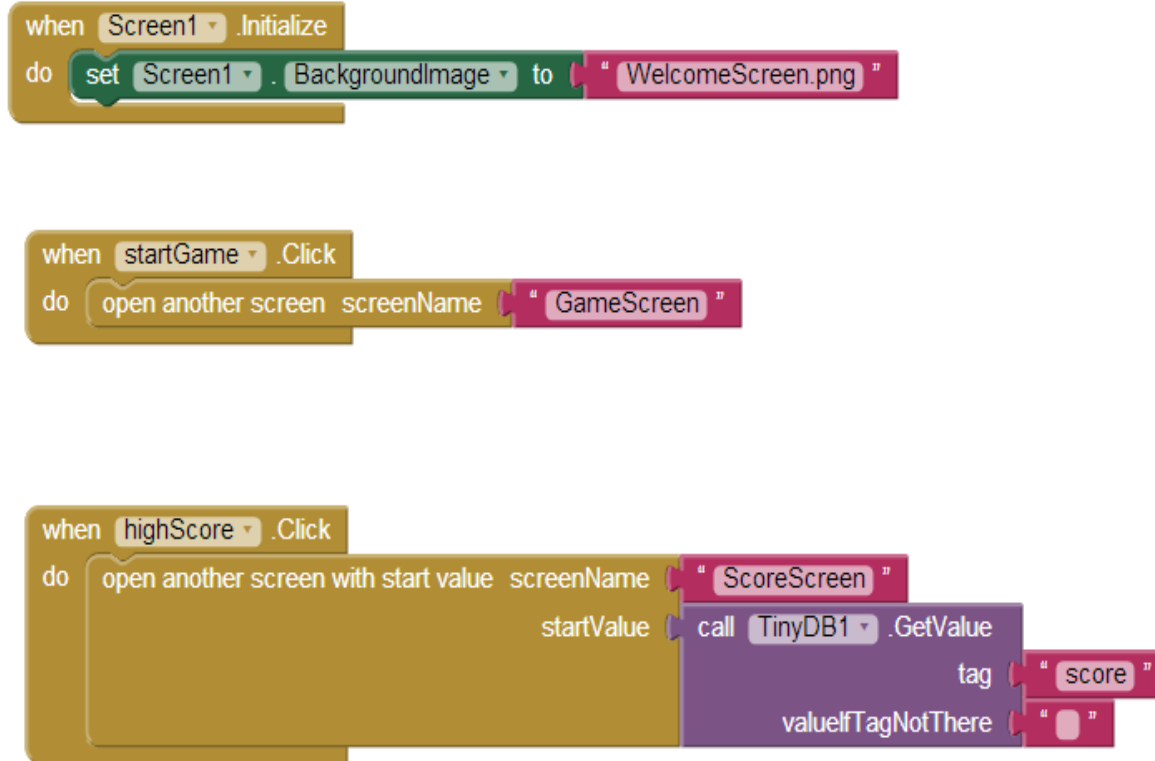 when Screen1 .Initialize
do set Screen1 . BackgroundImage to " WelcomeScreen.png "
when startGame .Click
do open another screen screenName " GameScreen "
when highScore .Click
do open another screen with start value screenName " ScoreScreen "
startValue call TinyDB1 .GetValue
tag " score "
valueIfTagNotThere " "